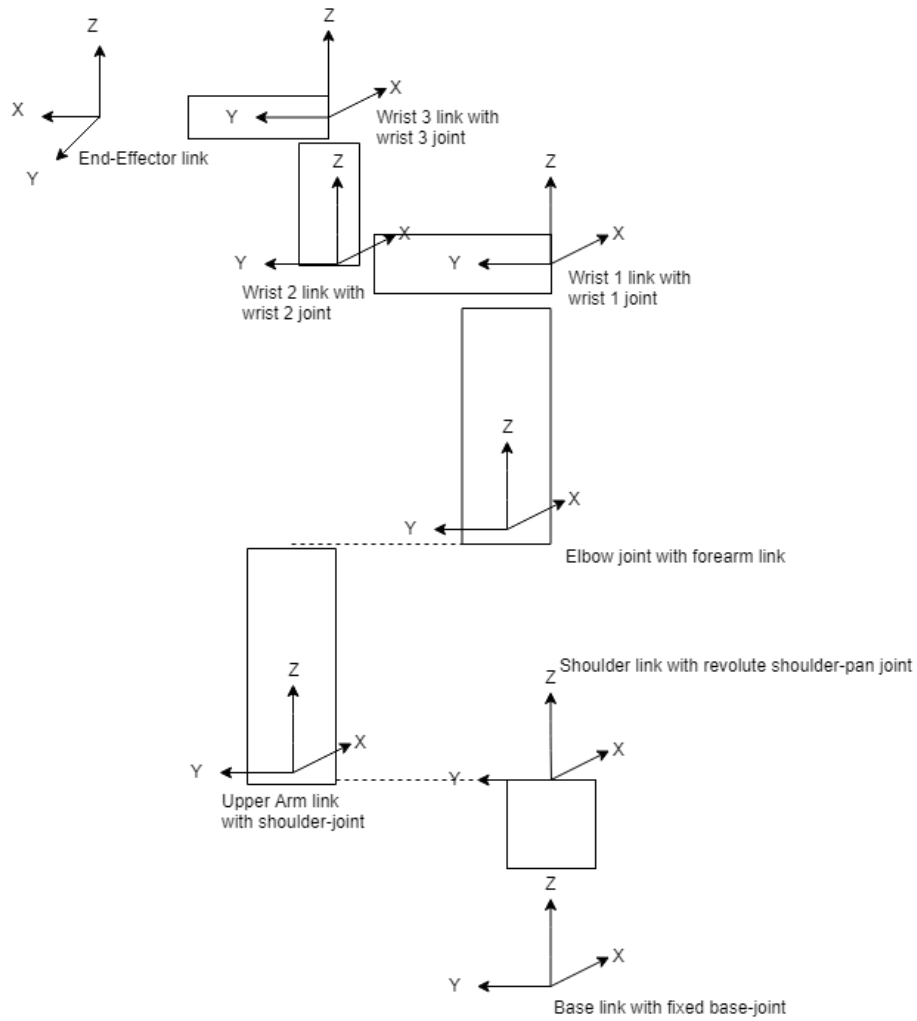 Z
X
Y
End-Effector link
Z
X
Y
Wrist 3 link with
wrist 3 joint
Z
X
Y
Wrist 2 link with
wrist 2 joint
Z
X
Y
Wrist 1 link with
wrist 1 joint
Z
X
Y
Elbow joint with forearm link
Z
X
Y
Upper Arm link
with shoulder-joint
Shoulder link with revolute shoulder-pan joint
Z
X
Y
Z
X
Y
Base link with fixed base-joint